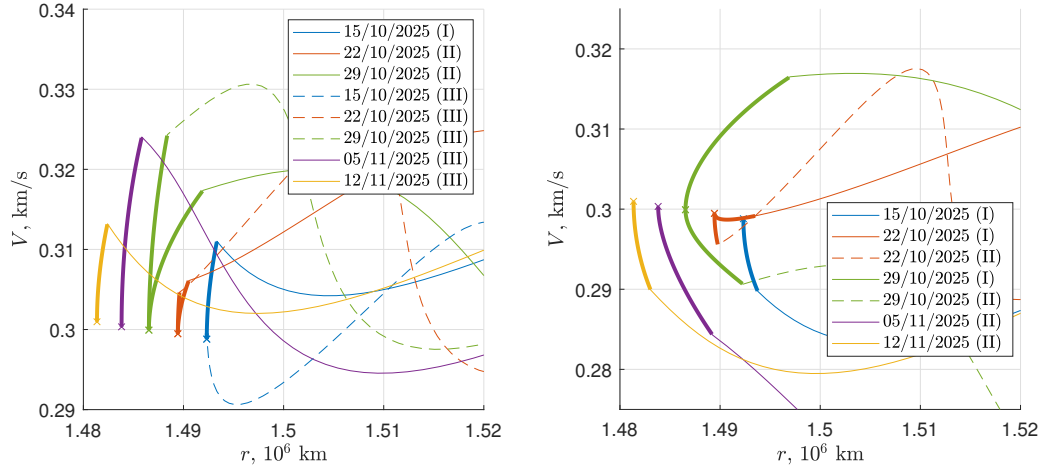 0.34
0.33
0.32
0.31
0.3
0.29
V, km/s
1.48
1.49
1.5
1.51
1.52
r, 10⁶ km
15/10/2025 (I)
22/10/2025 (II)
29/10/2025 (II)
15/10/2025 (III)
22/10/2025 (III)
29/10/2025 (III)
05/11/2025 (III)
12/11/2025 (III)
0.32
0.31
0.3
0.29
0.28
V, km/s
1.48
1.49
1.5
1.51
1.52
r, 10⁶ km
15/10/2025 (I)
22/10/2025 (I)
22/10/2025 (II)
29/10/2025 (I)
29/10/2025 (II)
05/11/2025 (II)
12/11/2025 (II)